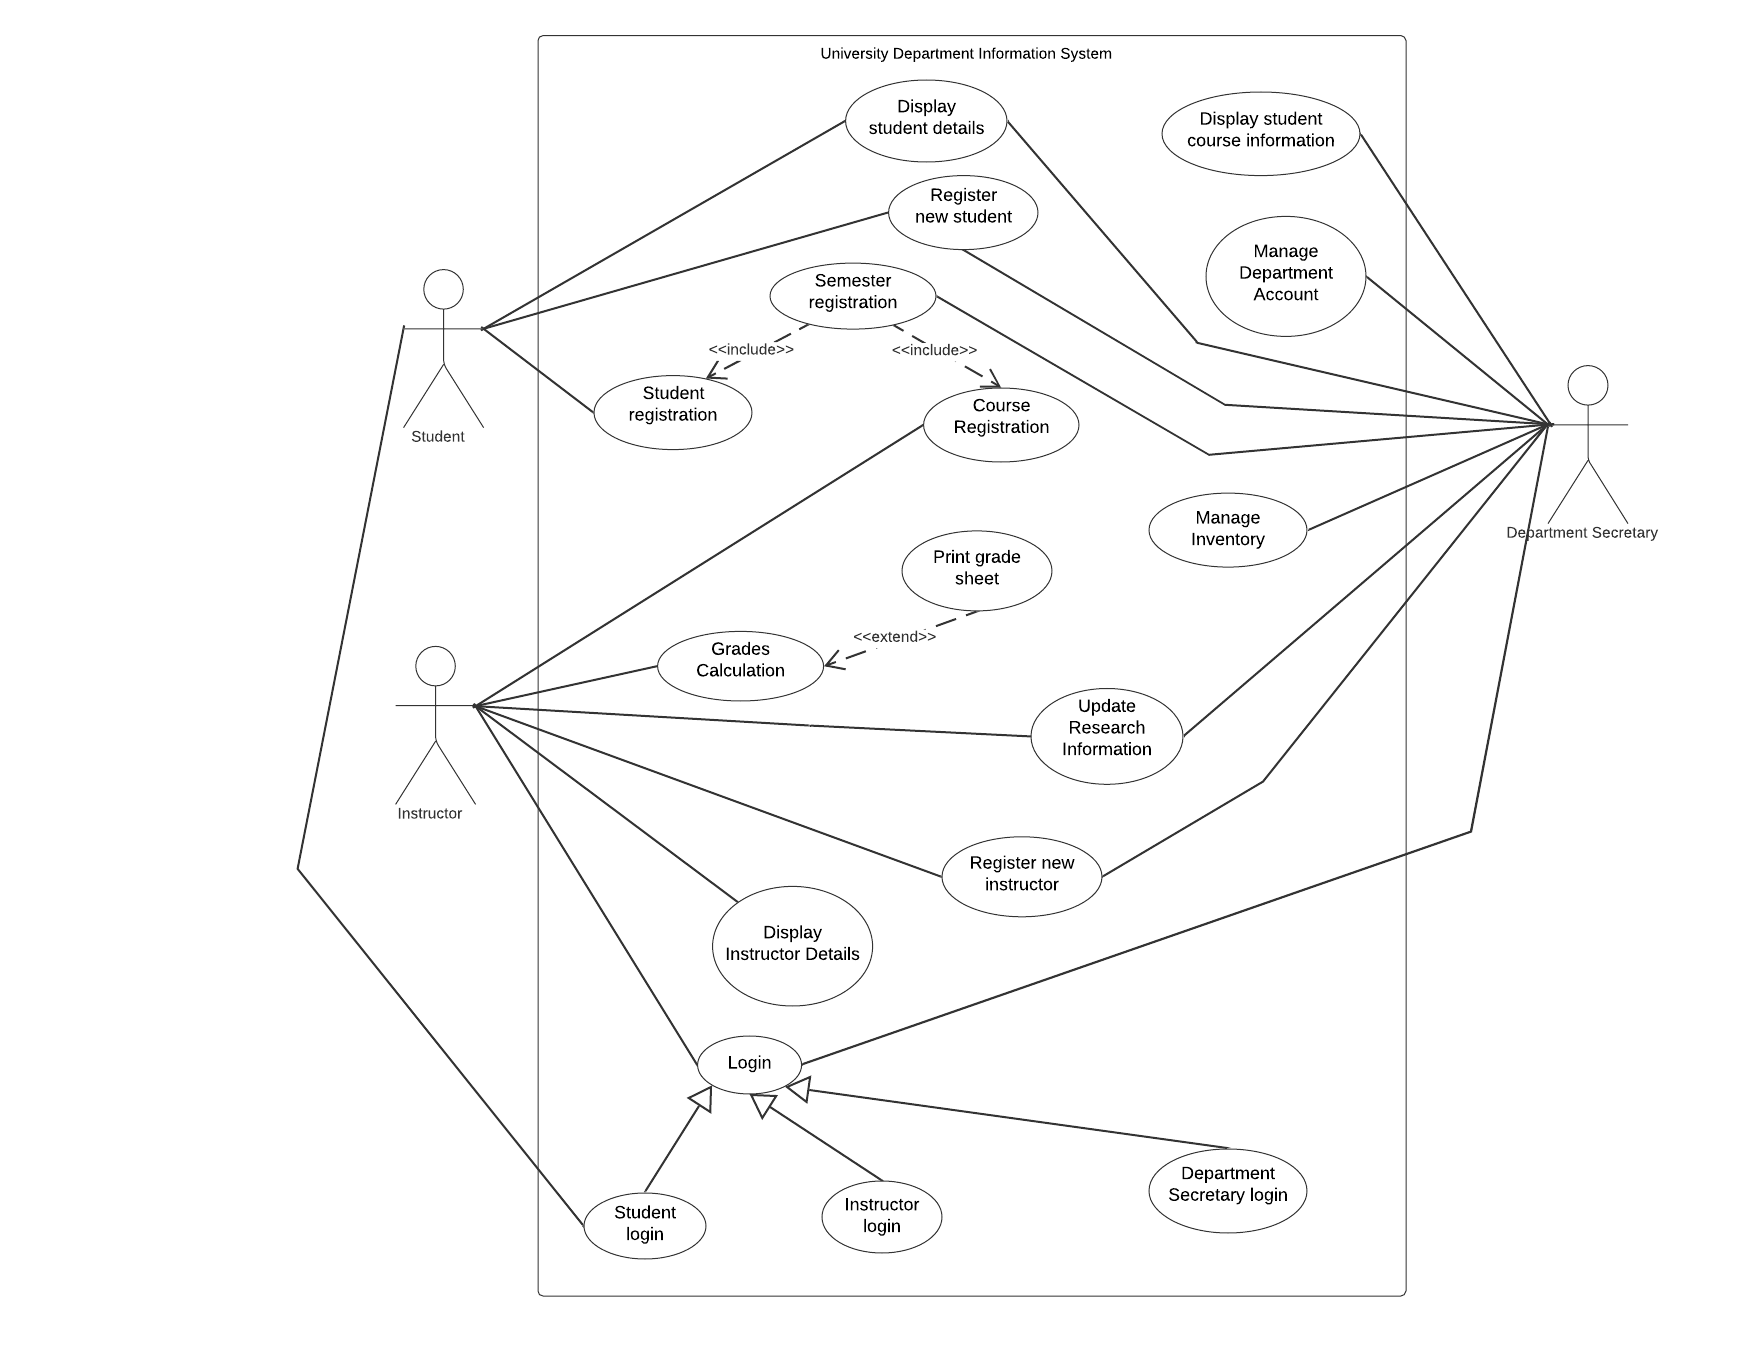 University Department Information System
Display
student details
Display student
course information
Register
new student
Manage
Department
Account
Semester
registration
<<include>>
<<include>>
Student
registration
Course
Registration
Student
Manage
Inventory
Department Secretary
Print grade
sheet
<<extend>>
Grades
Calculation
Update
Research
Information
Instructor
Register new
instructor
Display
Instructor Details
Login
Department
Secretary login
Student
login
Instructor
login